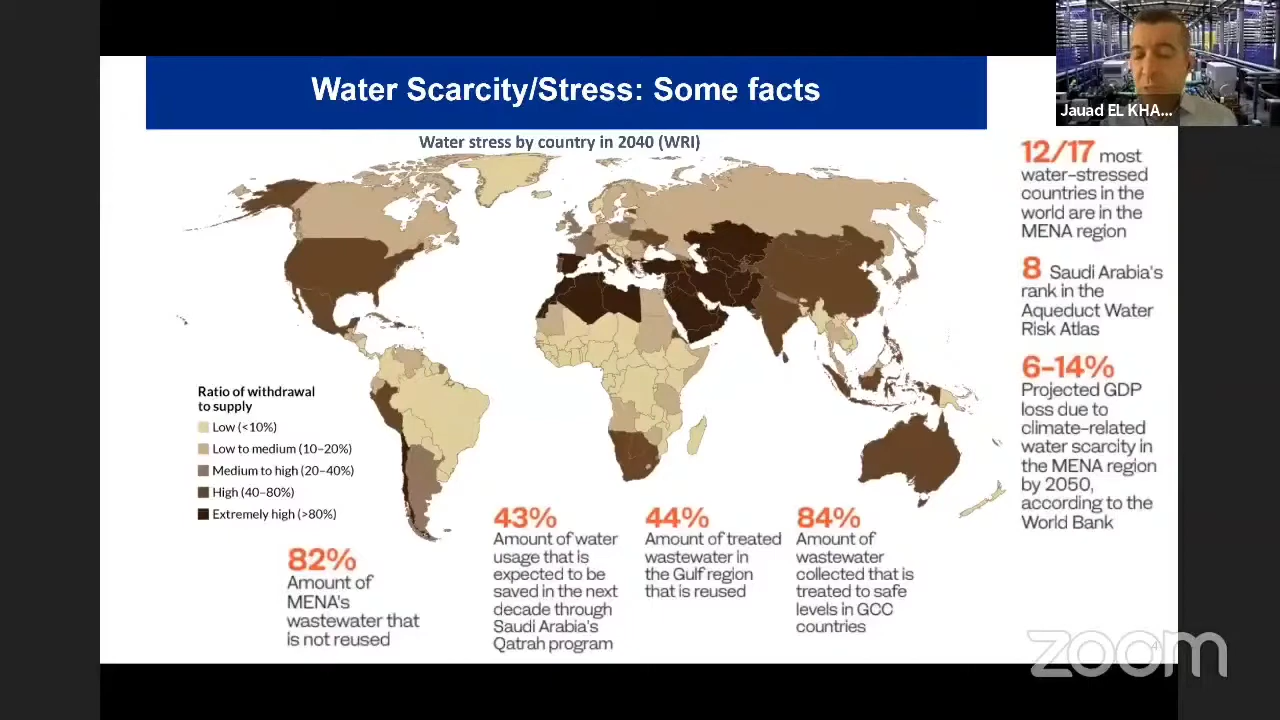 Water Scarcity/Stress: Some facts
Jauad EL KHA...
Water stress by country in 2040 (WRI)
12/17 most
water-stressed
countries in the
world are in the
MENA region
8 Saudi Arabia's
rank in the
Aqueduct Water
Risk Atlas
6-14%
Projected GDP
loss due to
climate-related
water scarcity in
the MENA region
by 2050,
according to the
World Bank
Ratio of withdrawal
to supply
Low (<10%)
Low to medium (10–20%)
Medium to high (20–40%)
High (40–80%)
Extremely high (>80%)
82%
Amount of
MENA's
wastewater that
is not reused
43%
Amount of water
usage that is
expected to be
saved in the next
decade through
Saudi Arabia's
Qatrah program
44%
Amount of treated
wastewater in
the Gulf region
that is reused
84%
Amount of
wastewater
collected that is
treated to safe
levels in GCC
countries
4
zoom